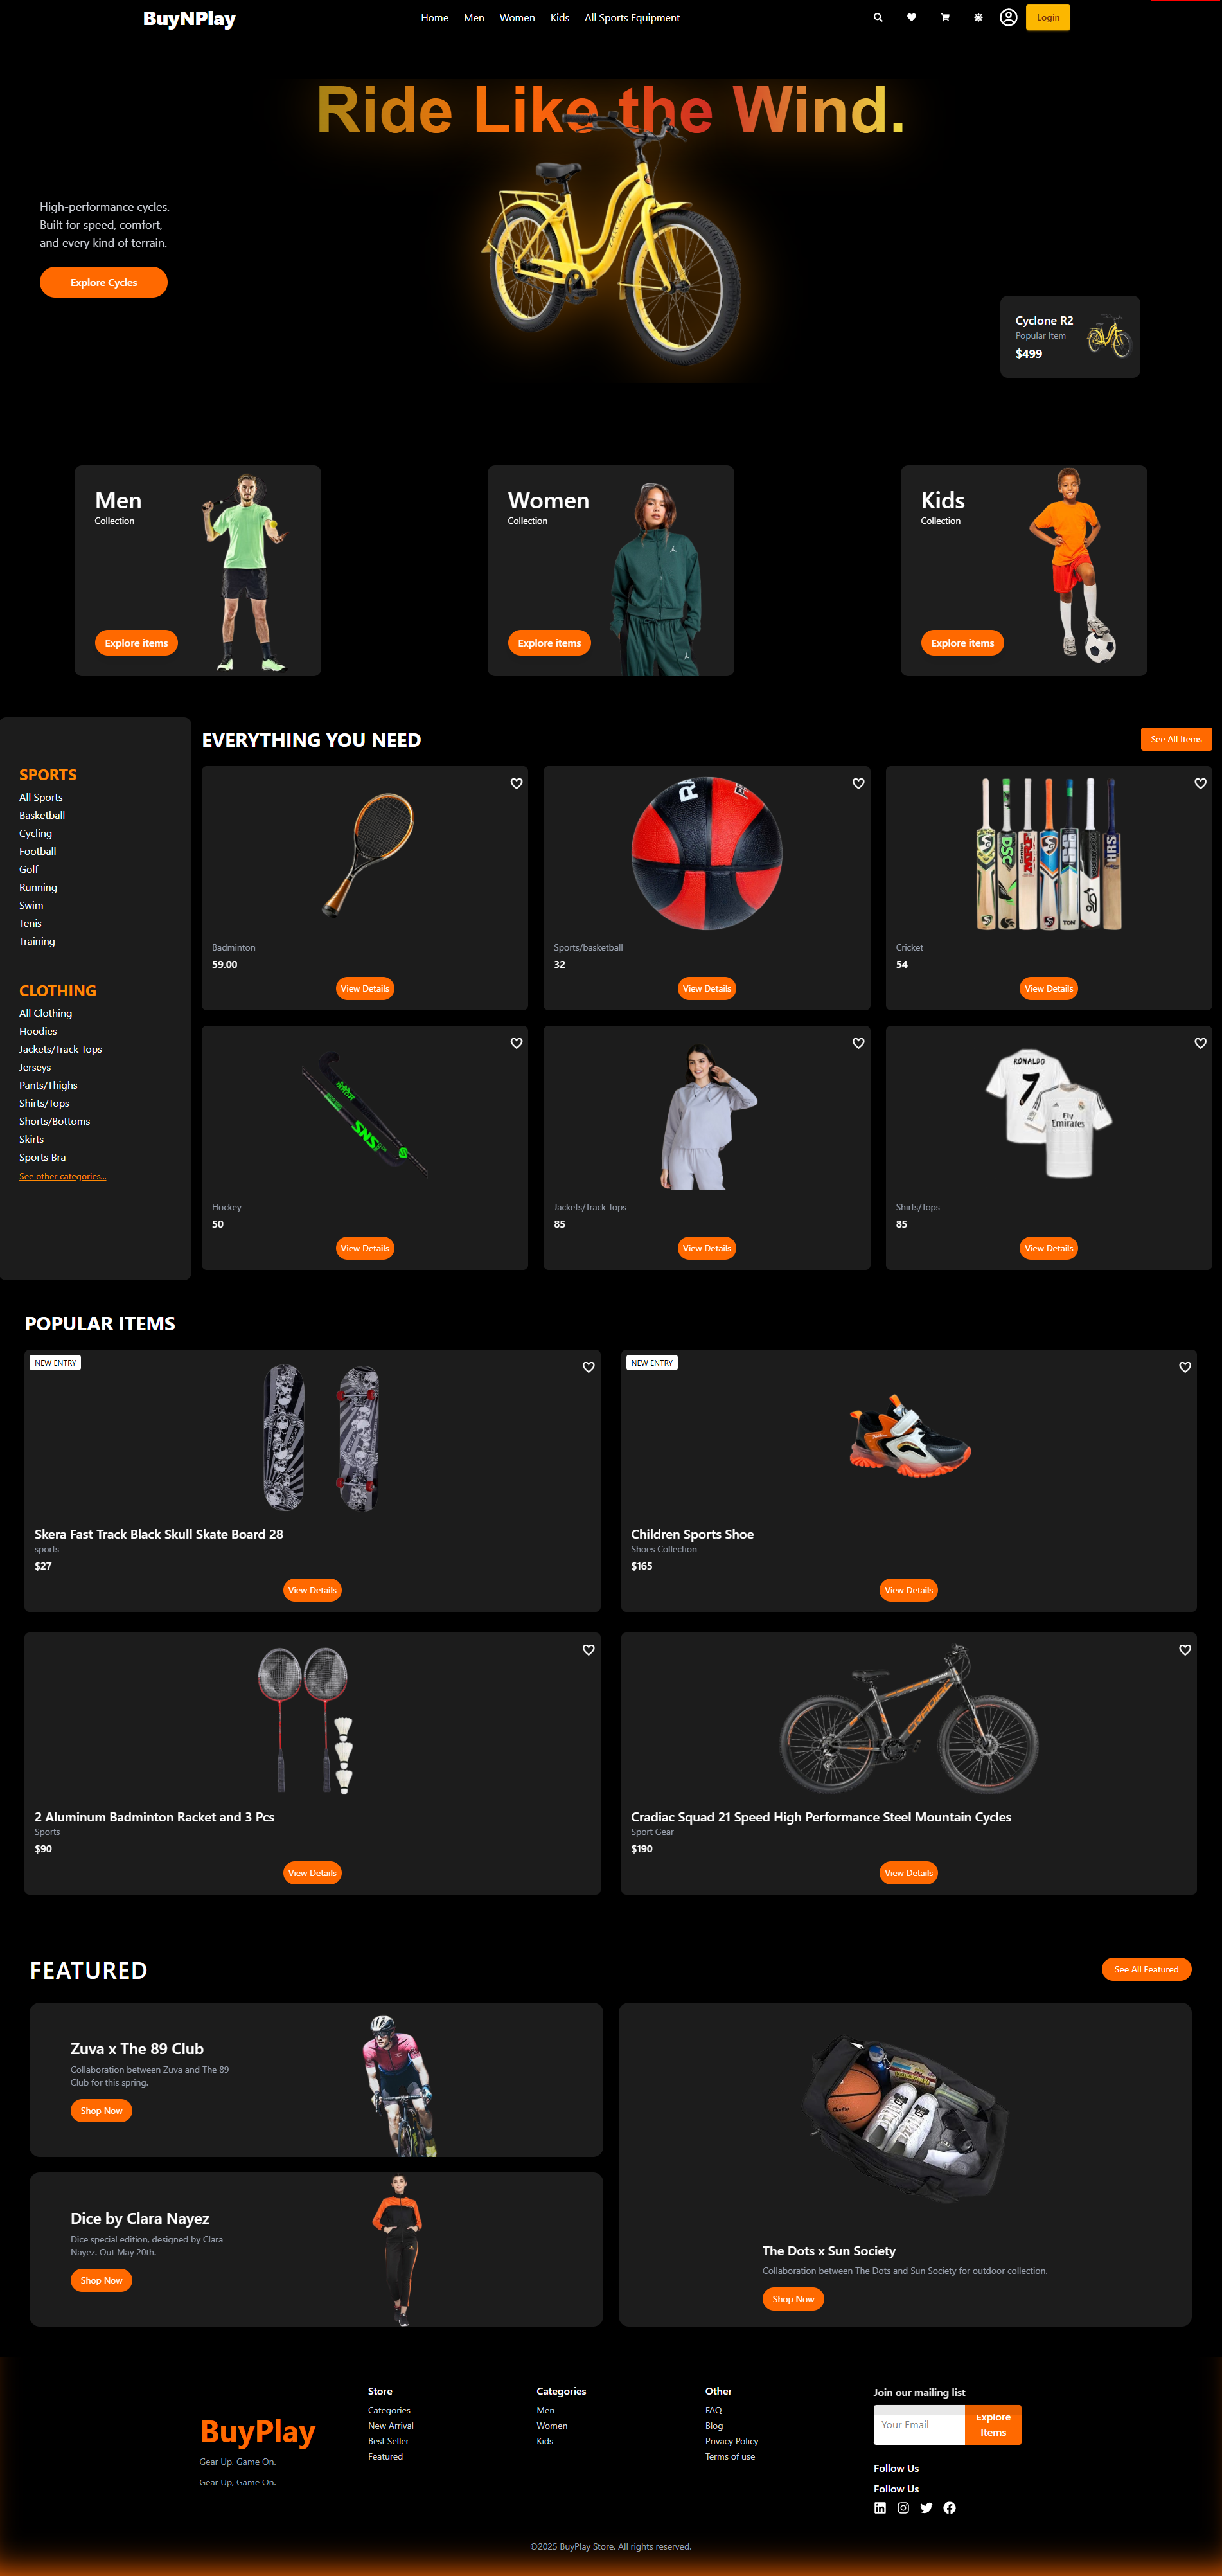 BuyNPlay
Home Men Women Kids All Sports Equipment
Login
Ride Like the Wind.
High-performance cycles.
Built for speed, comfort,
and every kind of terrain.
Explore Cycles
Cyclone R2
Popular Item
$499
Men
Collection
Explore items
Women
Collection
Explore items
Kids
Collection
Explore items
SPORTS
All Sports
Basketball
Cycling
Football
Golf
Running
Swim
Tenis
Training
CLOTHING
All Clothing
Hoodies
Jackets/Track Tops
Jerseys
Pants/Thighs
Shirts/Tops
Shorts/Bottoms
Skirts
Sports Bra
See other categories...
EVERYTHING YOU NEED
See All Items
Badminton
59.00
View Details
Sports/basketball
32
View Details
DSC
TON
HRS
Cricket
54
View Details
SNS
Hockey
50
View Details
Jackets/Track Tops
85
View Details
RONALDO
7
Fly
Emirates
Shirts/Tops
85
View Details
POPULAR ITEMS
NEW ENTRY
Skera Fast Track Black Skull Skate Board 28
sports
$27
View Details
NEW ENTRY
Children Sports Shoe
Shoes Collection
$165
View Details
2 Aluminum Badminton Racket and 3 Pcs
Sports
$90
View Details
CRADIAC
Cradiac Squad 21 Speed High Performance Steel Mountain Cycles
Sport Gear
$190
View Details
FEATURED
See All Featured
Zuva x The 89 Club
Collaboration between Zuva and The 89
Club for this spring.
Shop Now
Dice by Clara Nayez
Dice special edition, designed by Clara
Nayez. Out May 20th.
Shop Now
The Dots x Sun Society
Collaboration between The Dots and Sun Society for outdoor collection.
Shop Now
BuyPlay
Gear Up, Game On.
Gear Up, Game On.
Store
Categories
New Arrival
Best Seller
Featured
Categories
Men
Women
Kids
Other
FAQ
Blog
Privacy Policy
Terms of use
Join our mailing list
Your Email
Explore
Items
Follow Us
Follow Us
©2025 BuyPlay Store. All rights reserved.